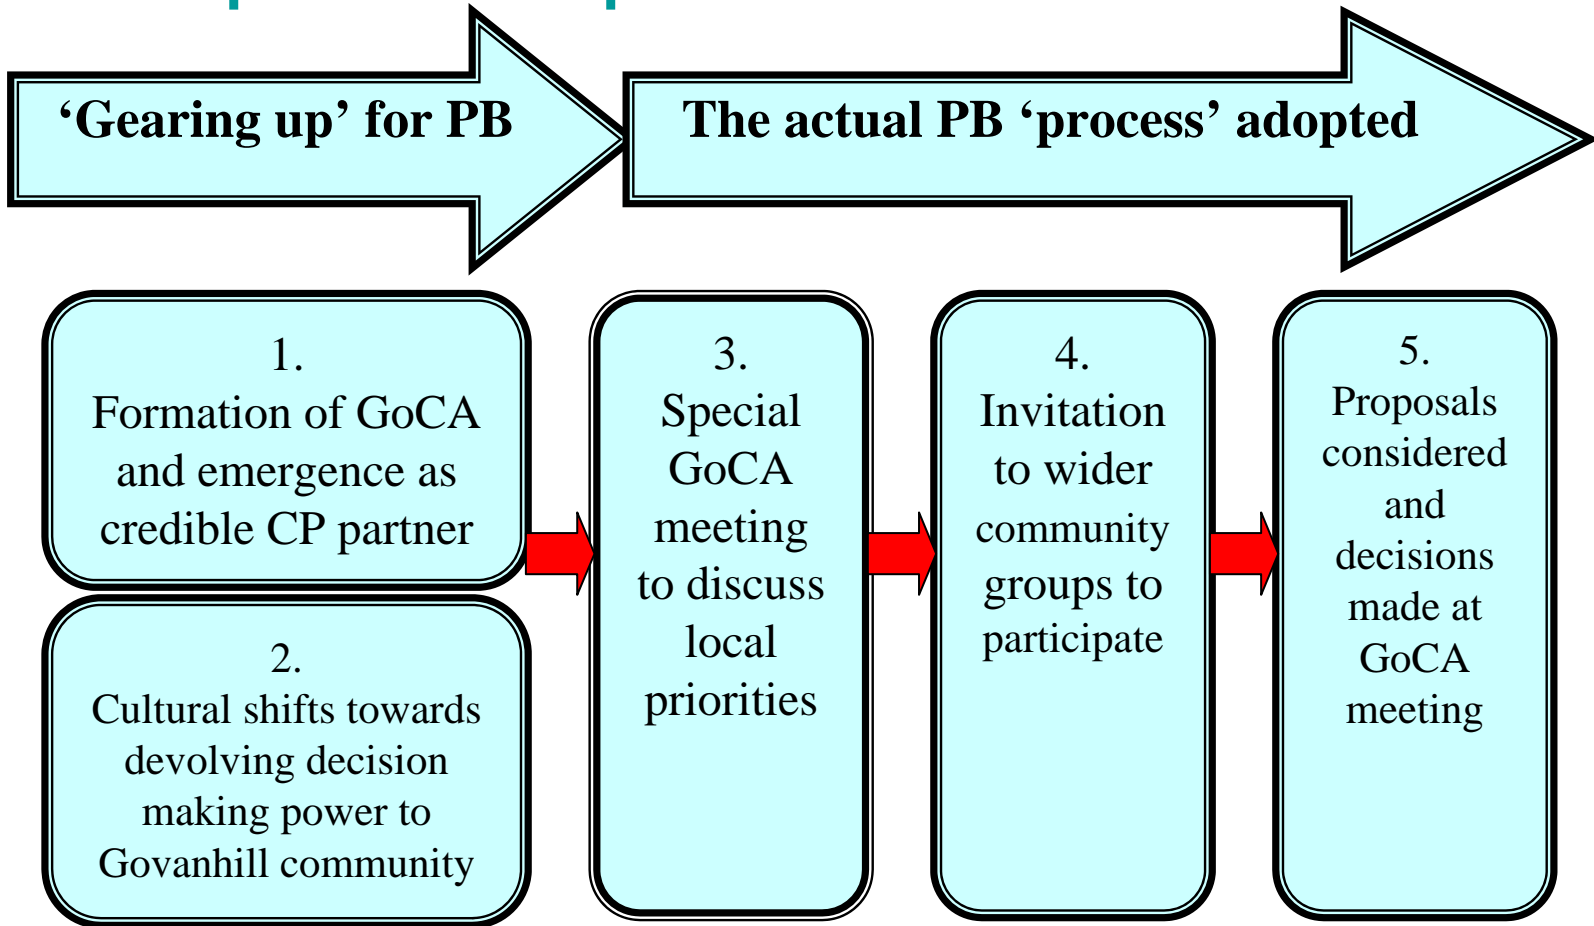 ‘Gearing up’ for PB
The actual PB ‘process’ adopted
1.
Formation of GoCA
and emergence as
credible CP partner
2.
Cultural shifts towards
devolving decision
making power to
Govanhill community
3.
Special
GoCA
meeting
to discuss
local
priorities
4.
Invitation
to wider
community
groups to
participate
5.
Proposals
considered
and
decisions
made at
GoCA
meeting